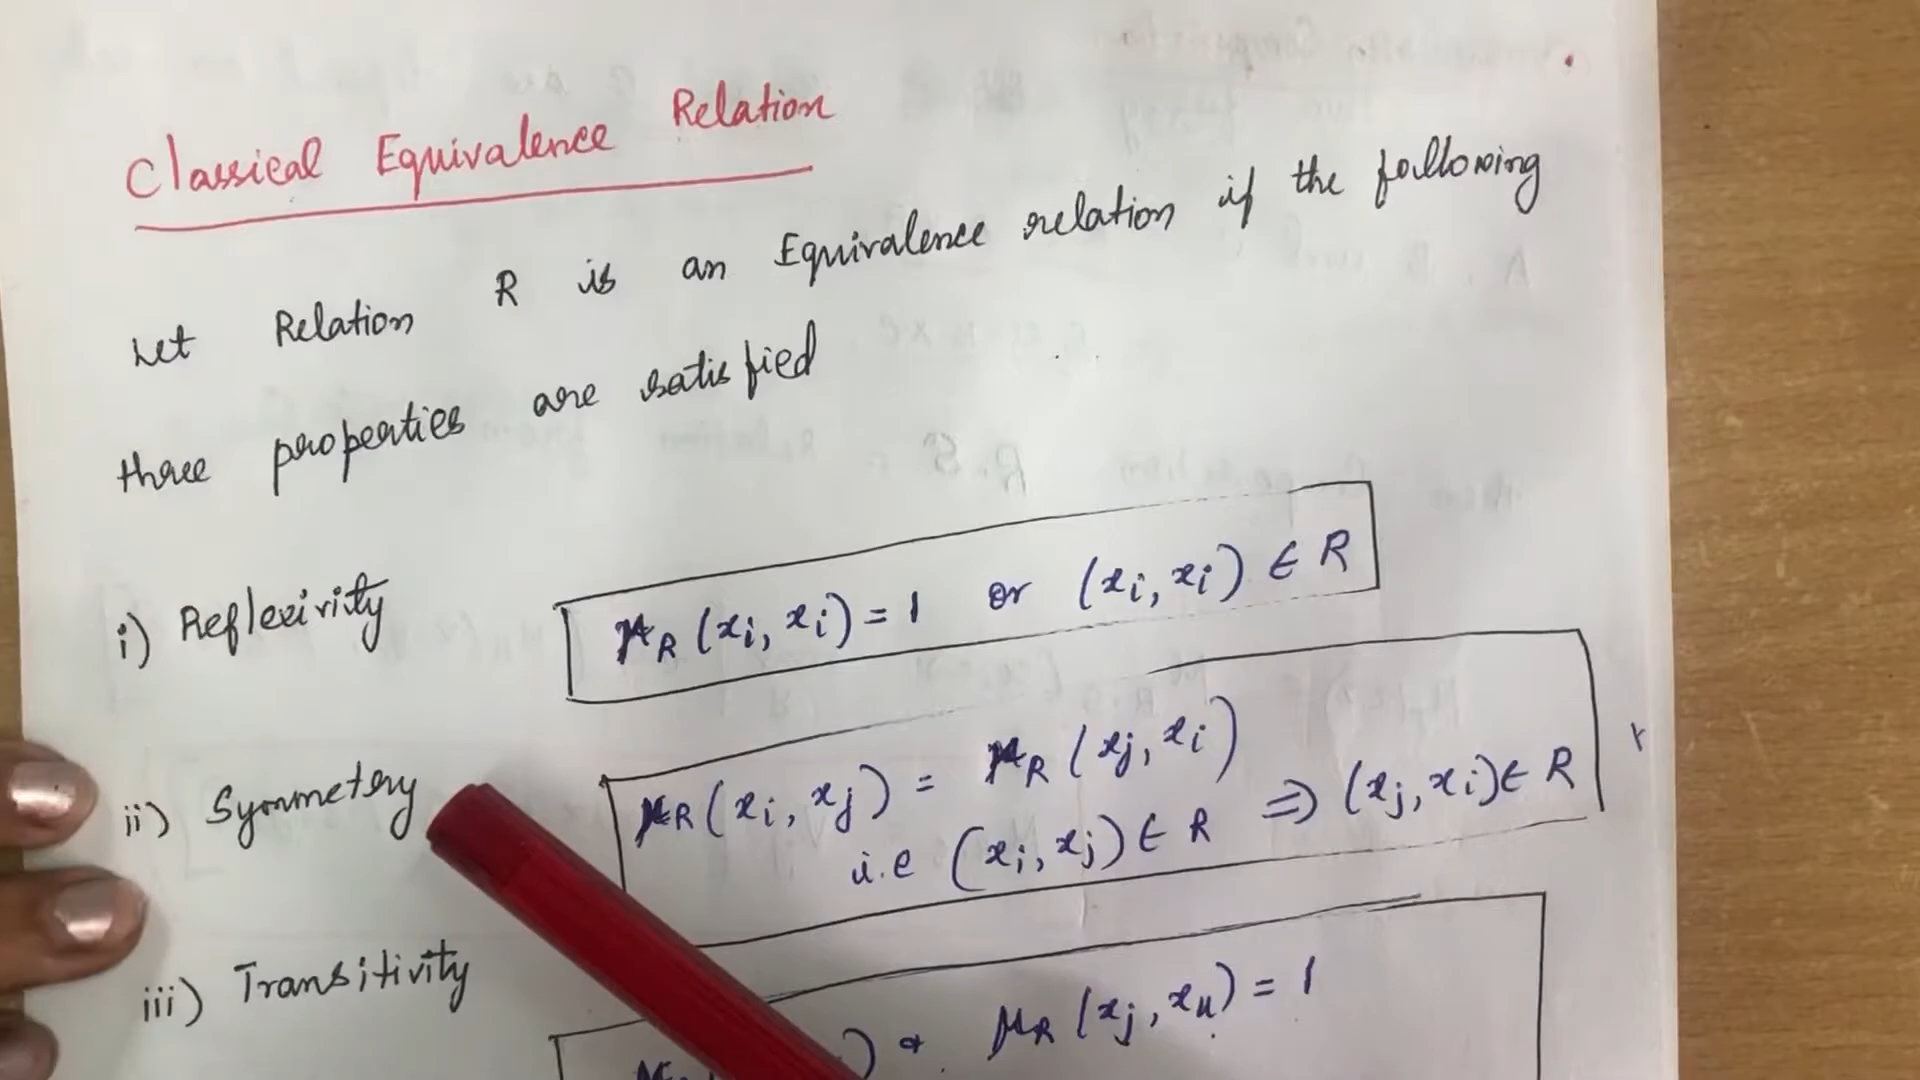 Classical Equivalence Relation
Let Relation R is an Equivalence relation if the following
three properties are satisfied
i) Reflexivity
μR (xi, xi) = 1 or (xi, xi) ∈ R
ii) Symmetery
μR (xi, xj) = μR (xj, xi)
i.e (xi, xj) ∈ R ⇒ (xj, xi) ∈ R
iii) Transitivity
) & μR (xj, xk) = 1